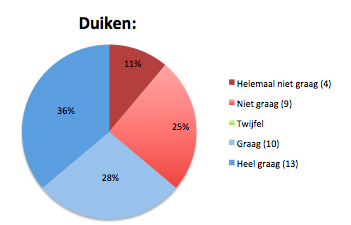 Duiken:
11%
25%
28%
36%
Helemaal niet graag (4)
Niet graag (9)
Twijfel
Graag (10)
Heel graag (13)